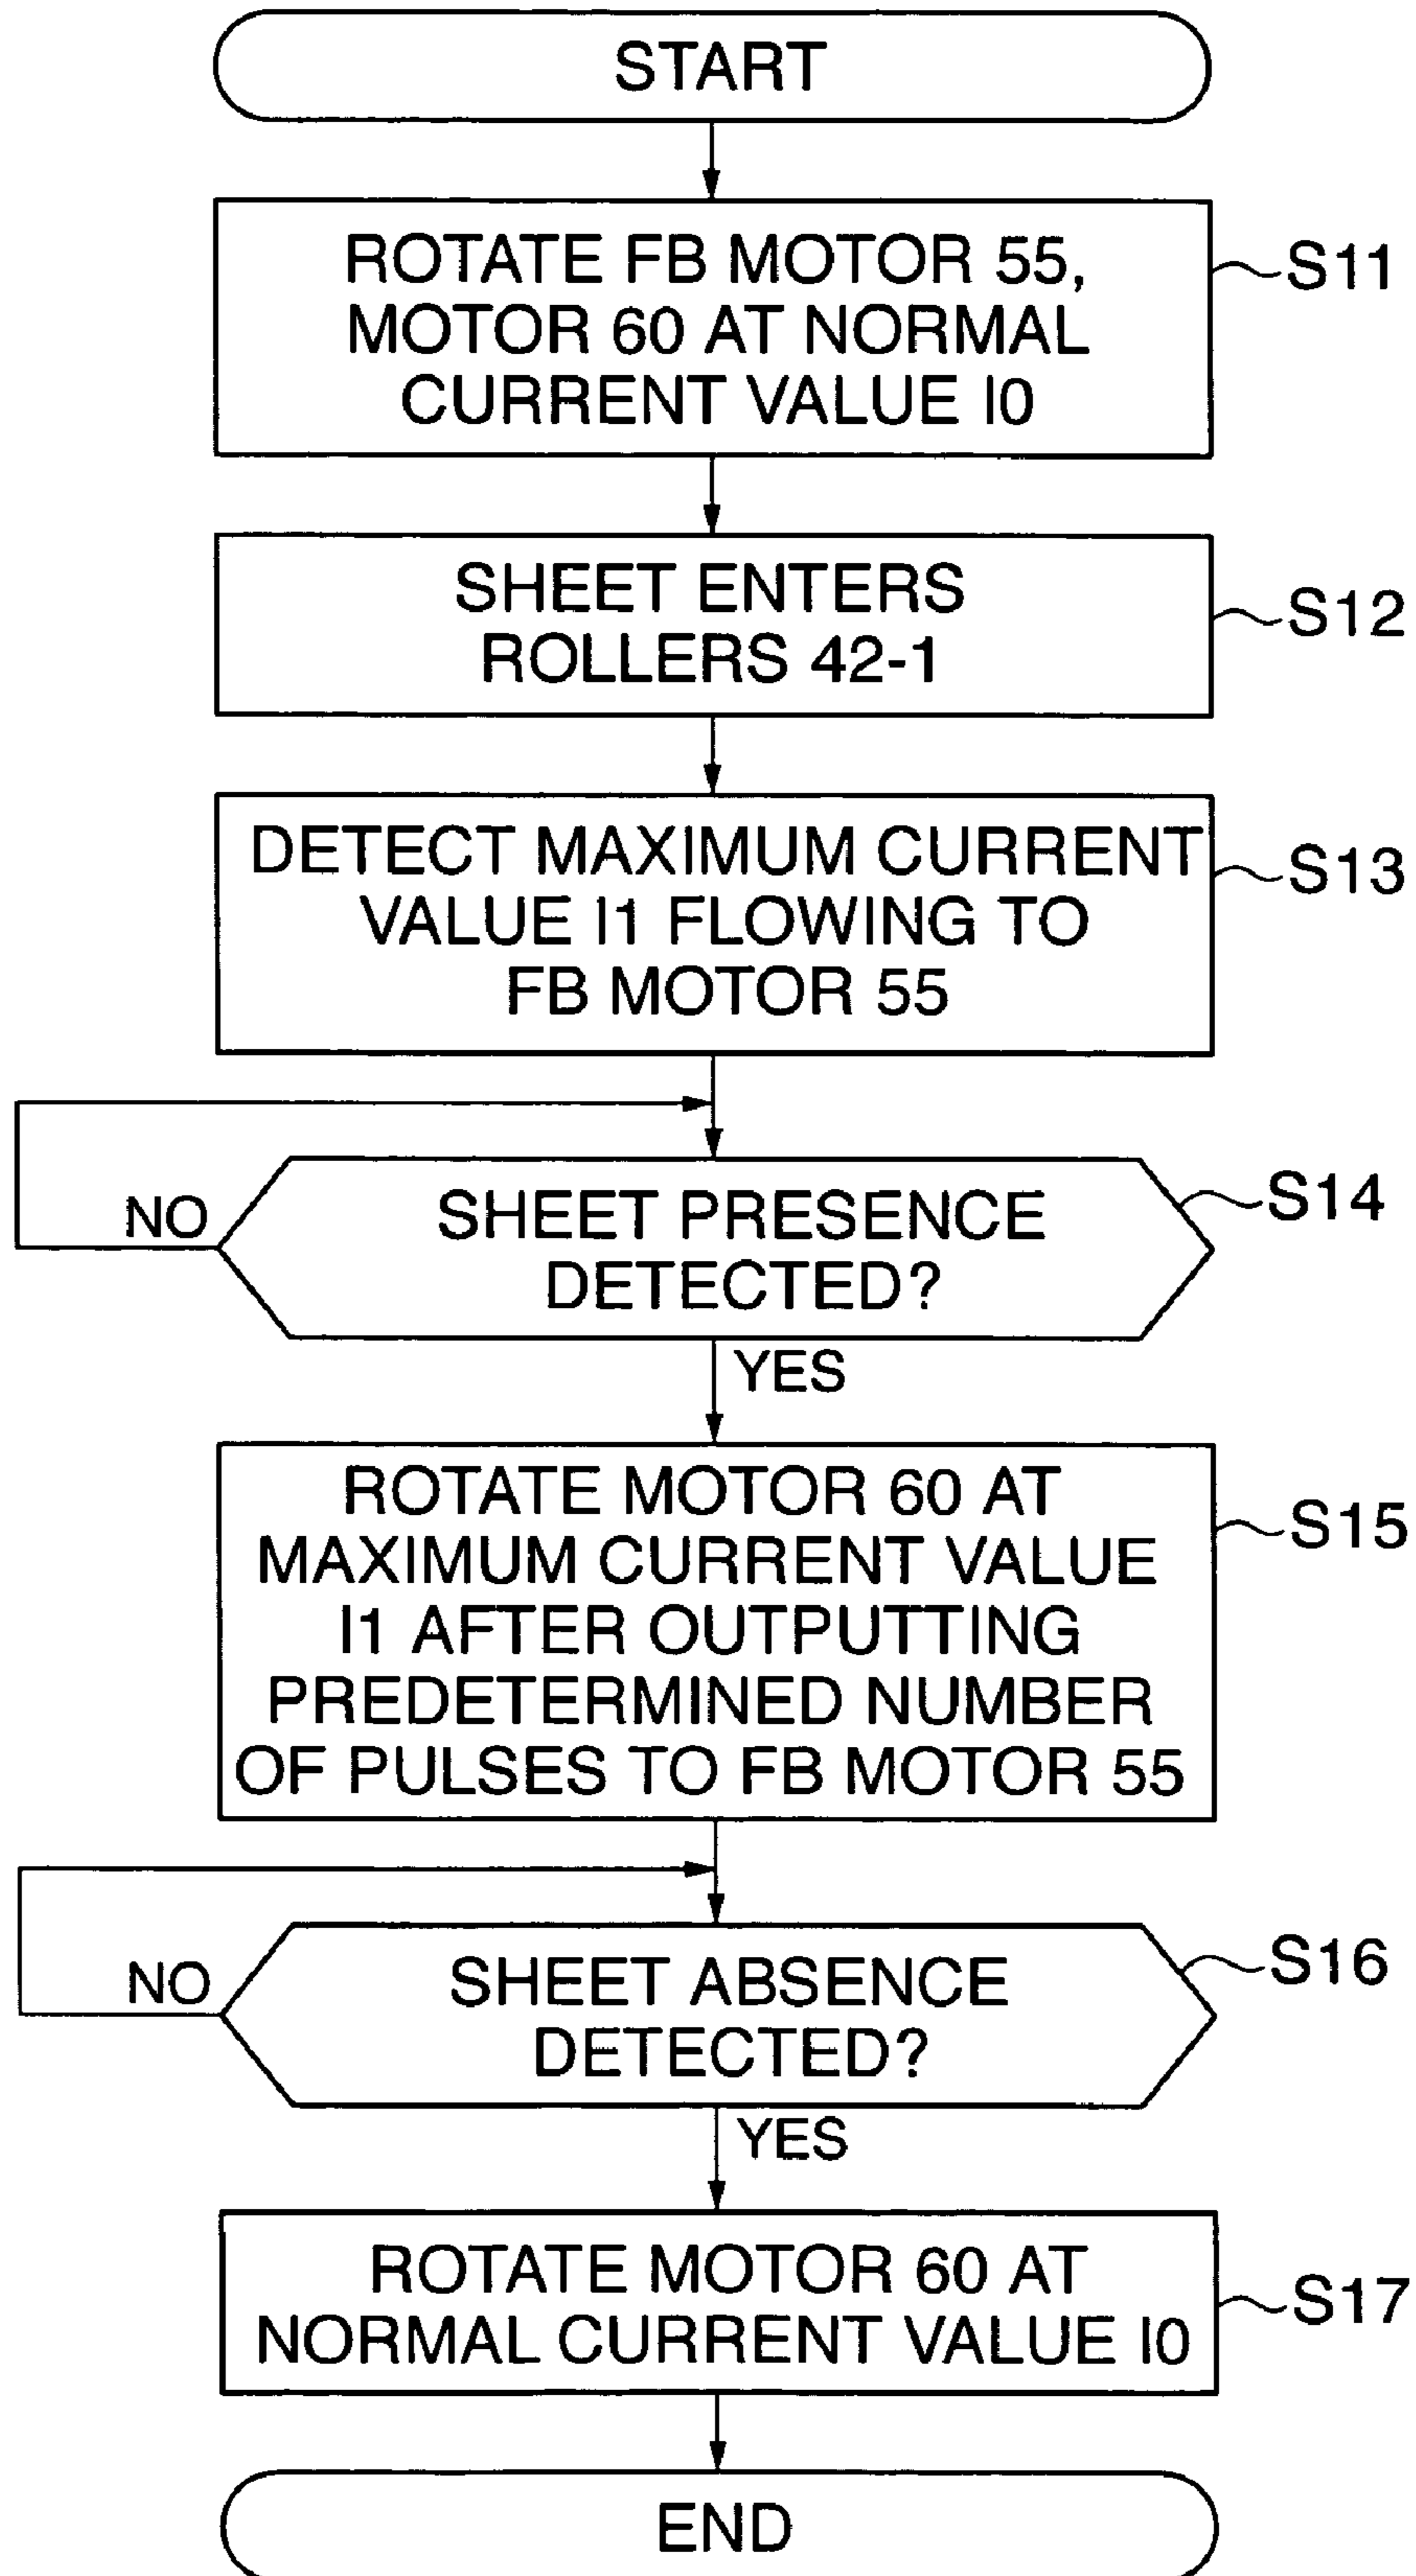 START
ROTATE FB MOTOR 55,
MOTOR 60 AT NORMAL
CURRENT VALUE I0
S11
SHEET ENTERS
ROLLERS 42-1
S12
DETECT MAXIMUM CURRENT
VALUE I1 FLOWING TO
FB MOTOR 55
S13
SHEET PRESENCE
DETECTED?
S14
NO
YES
ROTATE MOTOR 60 AT
MAXIMUM CURRENT VALUE
I1 AFTER OUTPUTTING
PREDETERMINED NUMBER
OF PULSES TO FB MOTOR 55
S15
SHEET ABSENCE
DETECTED?
S16
NO
YES
ROTATE MOTOR 60 AT
NORMAL CURRENT VALUE I0
S17
END